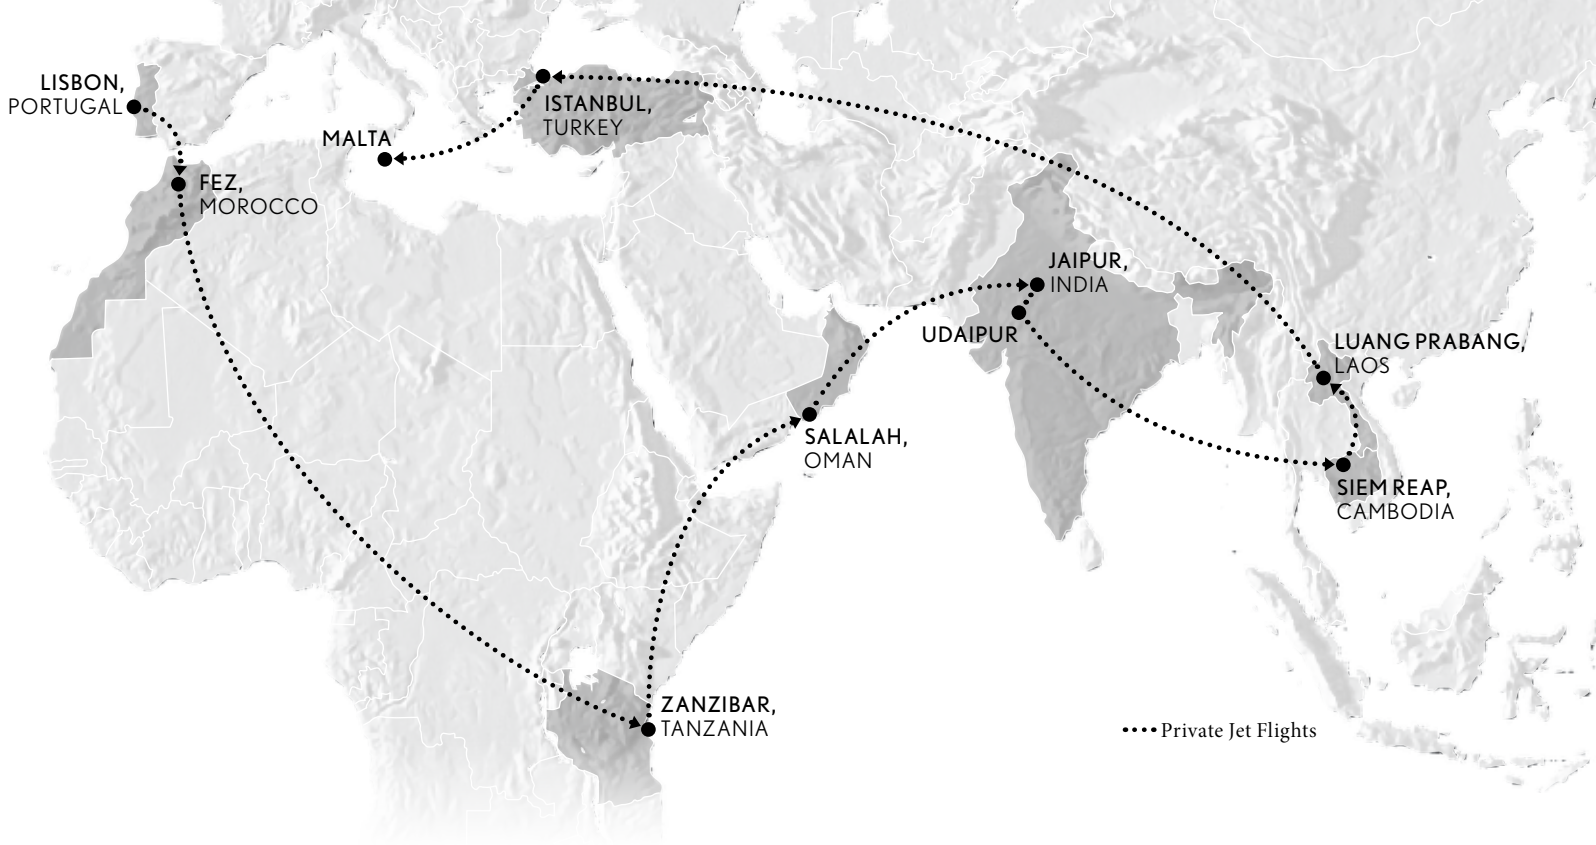 LISBON,
PORTUGAL
ISTANBUL,
TURKEY
MALTA
FEZ,
MOROCCO
JAIPUR,
INDIA
UDAIPUR
LUANG PRABANG,
LAOS
SALALAH,
OMAN
SIEM REAP,
CAMBODIA
ZANZIBAR,
TANZANIA
Private Jet Flights